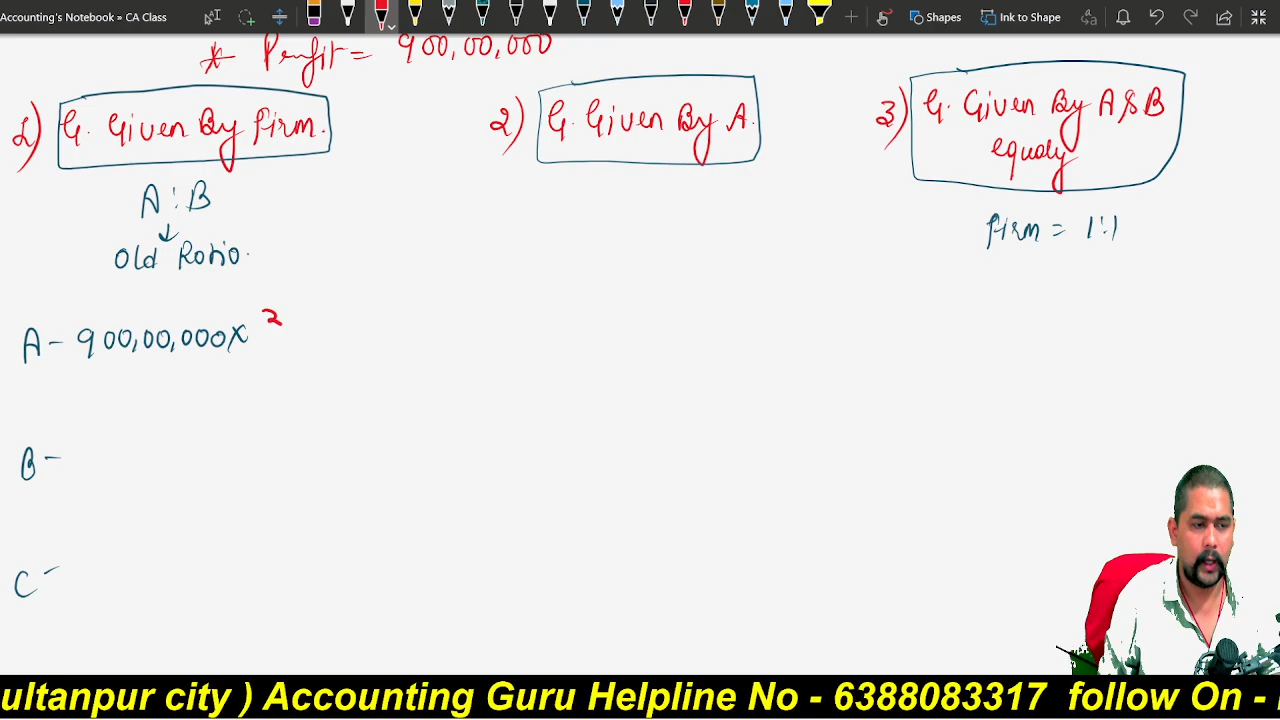 Accounting's Notebook » CA Class
Shapes
Ink to Shape
* Profit = 900,00,000
1) G. Given By firm.
A : B
Old Ratio.
2) G. Given By A.
3) G. Given By A & B
equaly
firm = 1:1
A - 900,00,000 x 2
B -
C -
ultanpur city ) Accounting Guru Helpline No - 6388083317 follow On -